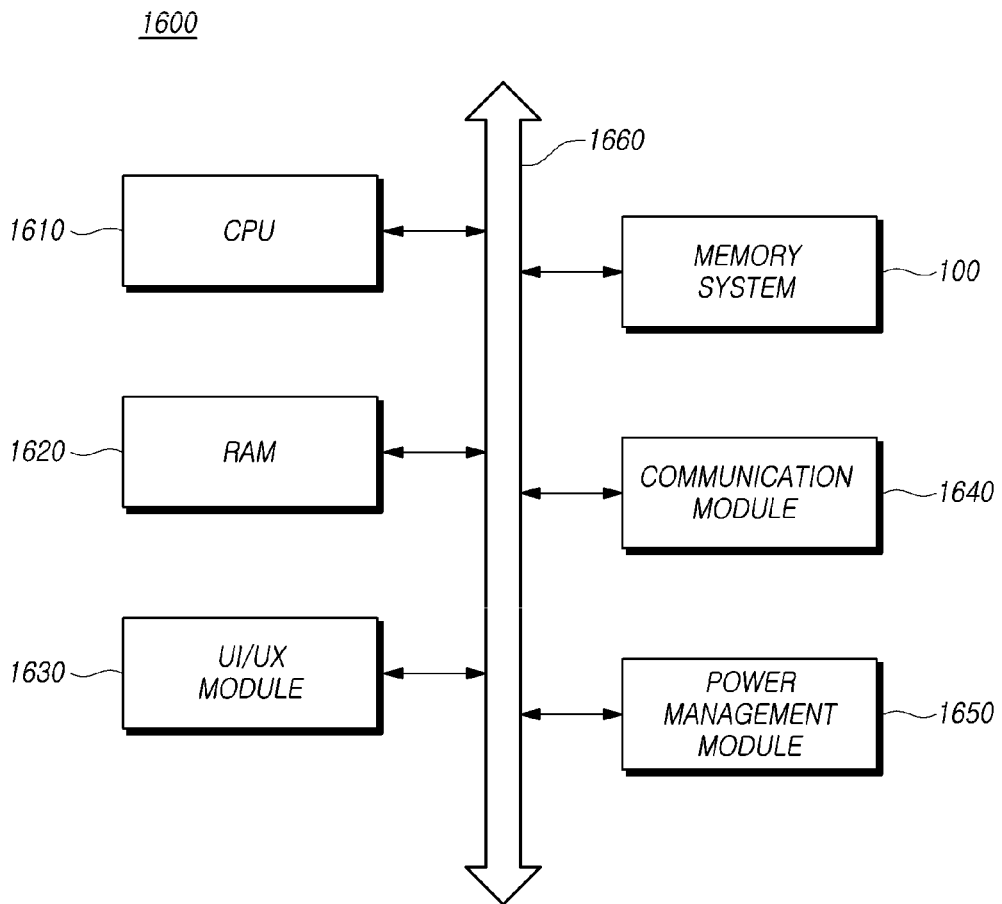 1600
1660
1610
CPU
MEMORY
SYSTEM
100
1620
RAM
COMMUNICATION
MODULE
1640
1630
UI/UX
MODULE
POWER
MANAGEMENT
MODULE
1650